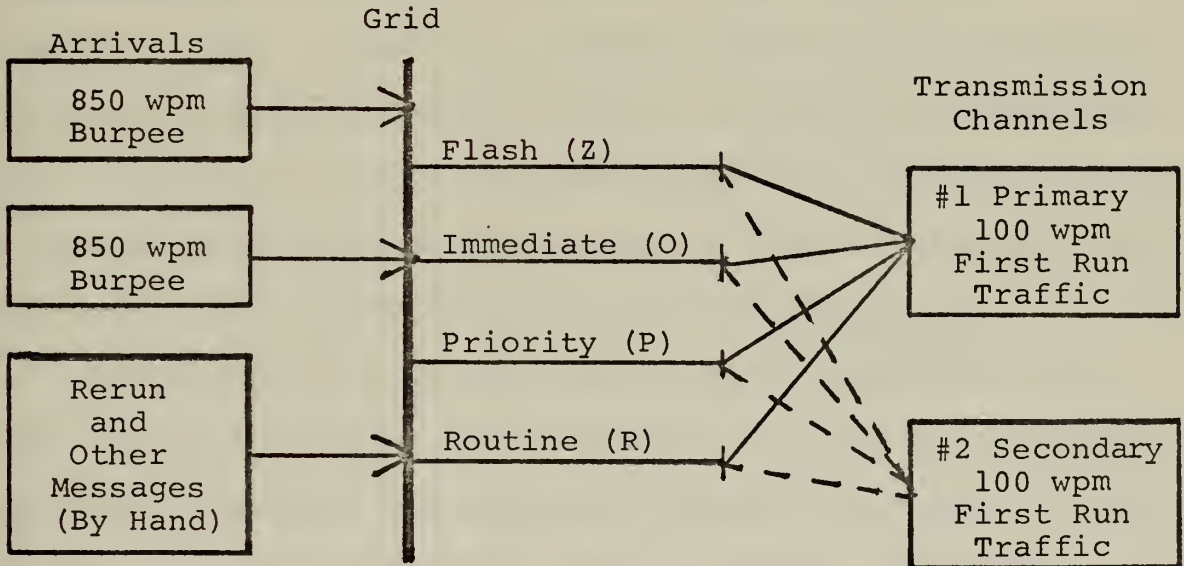 Grid
Arrivals
850 wpm
Burpee
850 wpm
Burpee
Rerun
and
Other
Messages
(By Hand)
Flash (Z)
Immediate (O)
Priority (P)
Routine (R)
Transmission
Channels
#1 Primary
100 wpm
First Run
Traffic
#2 Secondary
100 wpm
First Run
Traffic